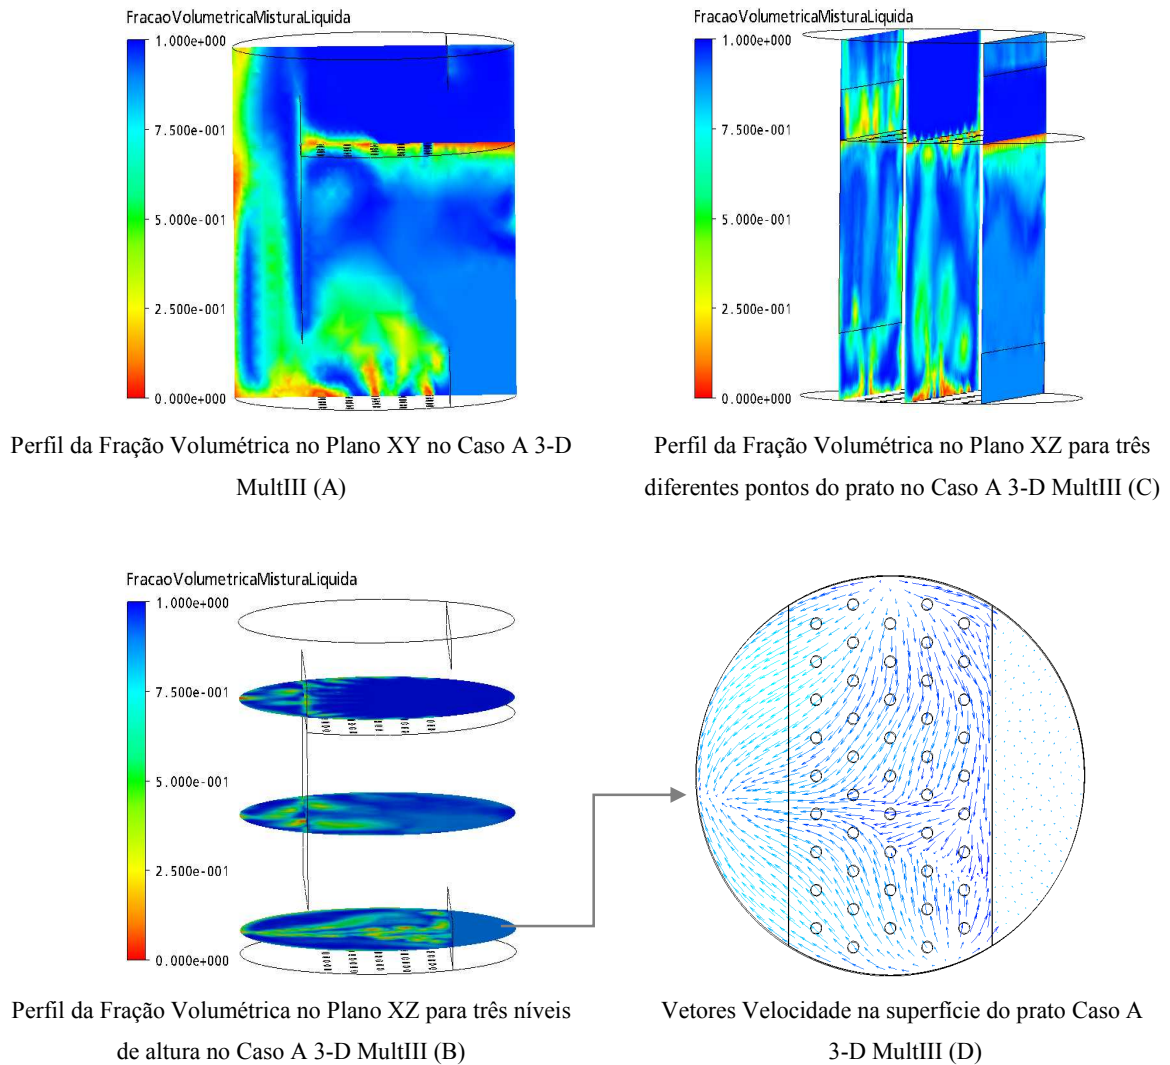 FracaoVolumetricaMisturaLiquida
1.000e+000
7.500e-001
5.000e-001
2.500e-001
0.000e+000
Perfil da Fração Volumétrica no Plano XY no Caso A 3-D
MultIII (A)
FracaoVolumetricaMisturaLiquida
1.000e+000
7.500e-001
5.000e-001
2.500e-001
0.000e+000
Perfil da Fração Volumétrica no Plano XZ para três
diferentes pontos do prato no Caso A 3-D MultIII (C)
FracaoVolumetricaMisturaLiquida
1.000e+000
7.500e-001
5.000e-001
2.500e-001
0.000e+000
Perfil da Fração Volumétrica no Plano XZ para três níveis
de altura no Caso A 3-D MultIII (B)
Vetores Velocidade na superfície do prato Caso A
3-D MultIII (D)